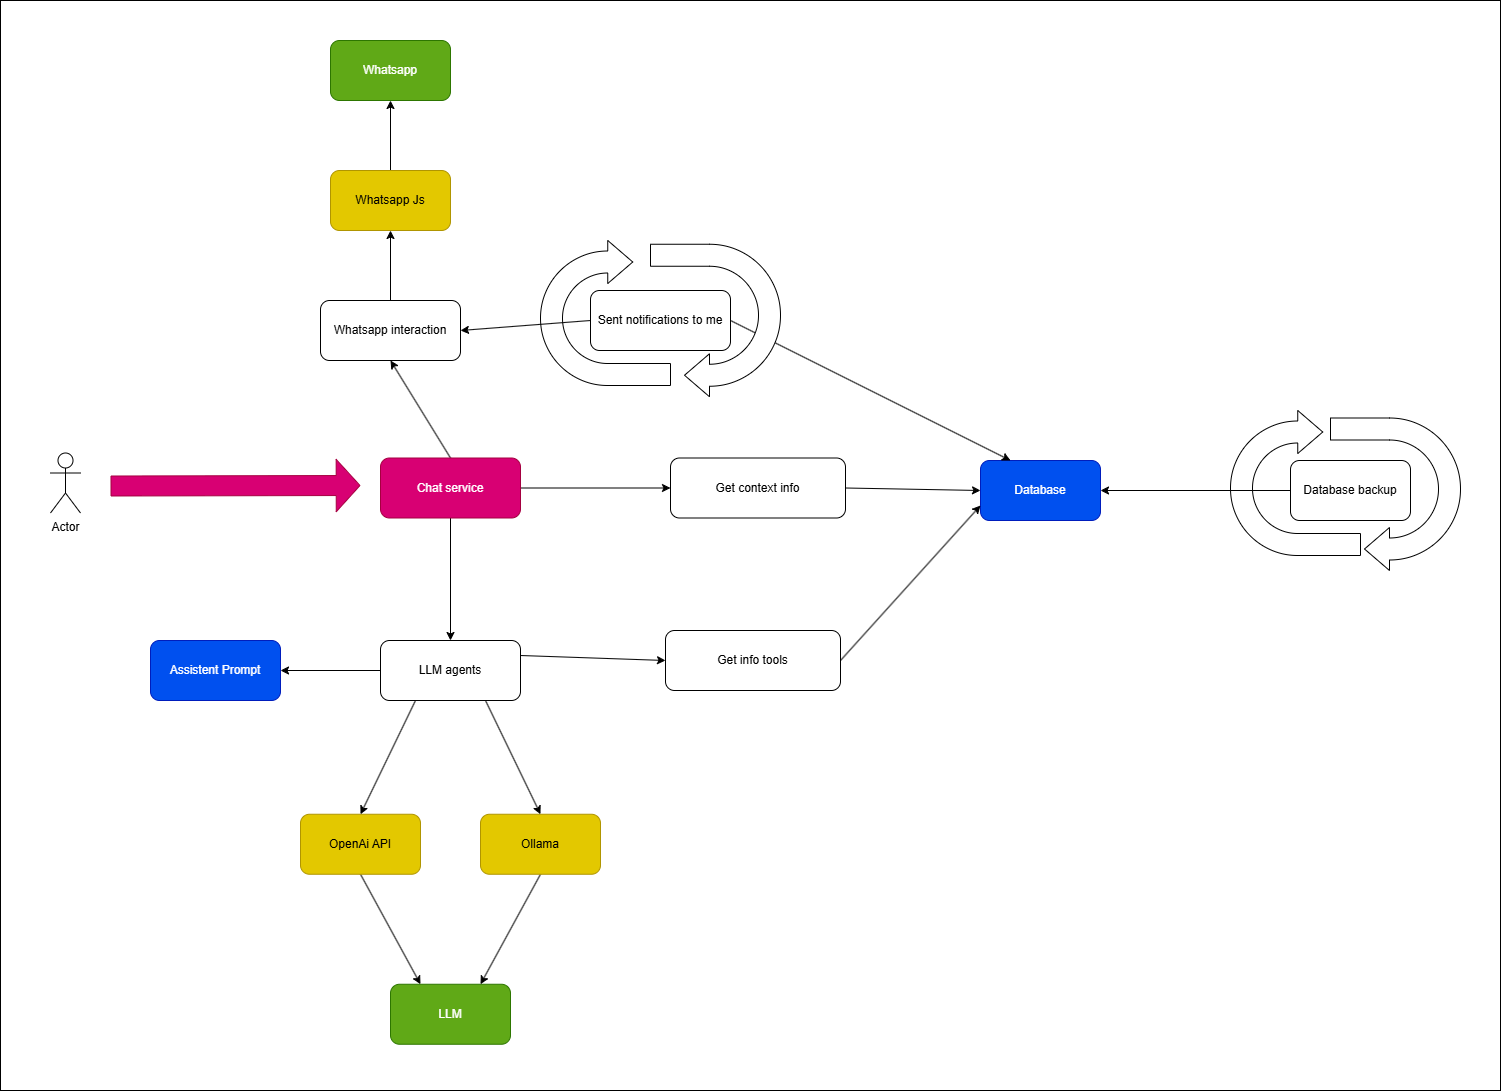 Whatsapp
Whatsapp Js
Whatsapp interaction
Sent notifications to me
Actor
Chat service
Get context info
Database
Database backup
Assistent Prompt
LLM agents
Get info tools
OpenAi API
Ollama
LLM